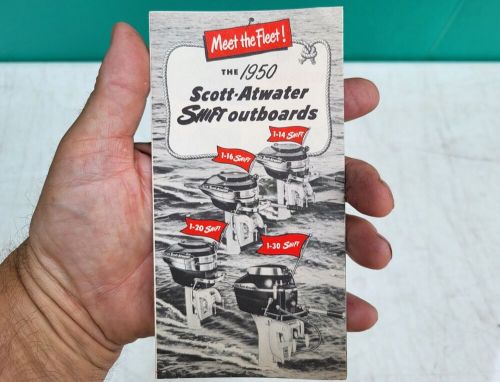 Meet the Fleet!
THE 1950
Scott-Atwater
Shift outboards
1-14 Shift
1-16 Shift
1-20 Shift
1-30 Shift